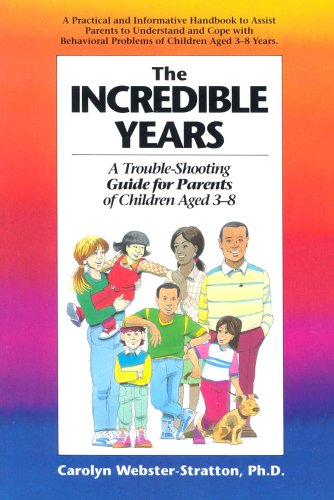 A Practical and Informative Handbook to Assist
Parents to Understand and Cope with
Behavioral Problems of Children Aged 3–8 Years.
The
INCREDIBLE
YEARS
A Trouble-Shooting
Guide for Parents
of Children Aged 3–8
Carolyn Webster-Stratton, Ph.D.